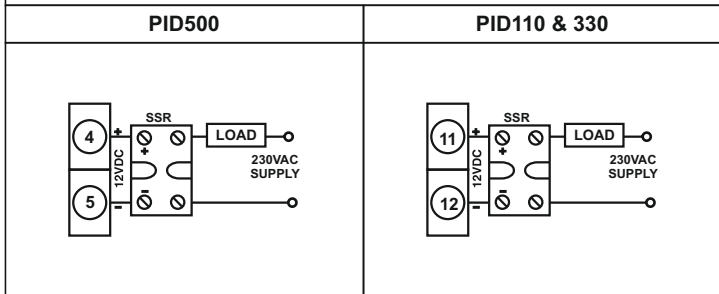 PID500
PID110 & 330
SSR
4
+
+
LOAD
12VDC
230VAC
SUPPLY
5
-
-
SSR
11
+
+
LOAD
12VDC
230VAC
SUPPLY
12
-
-